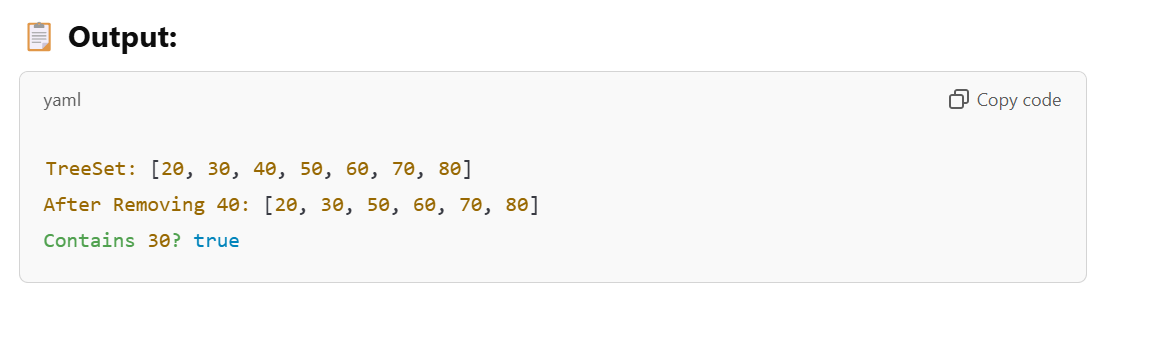 📋 Output:
yaml
Copy code
TreeSet: [20, 30, 40, 50, 60, 70, 80]
After Removing 40: [20, 30, 50, 60, 70, 80]
Contains 30? true